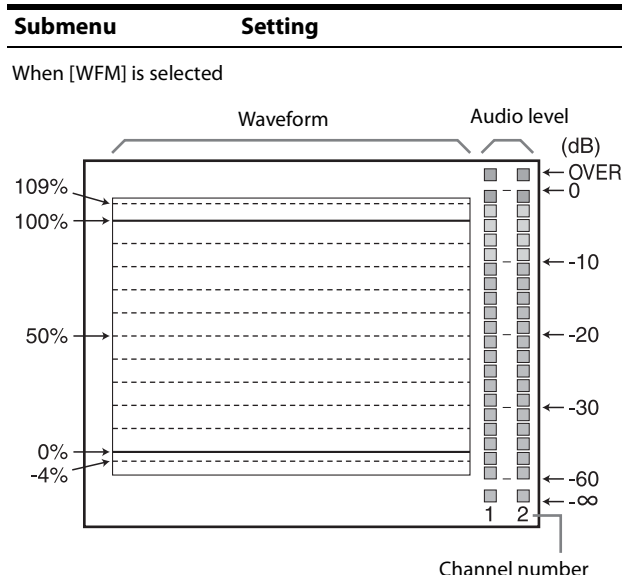 Submenu Setting
When [WFM] is selected
Waveform Audio level
(dB)
109% OVER
0
100%
-10
50% -20
-30
0%
-4% -60
-∞
1 2
Channel number